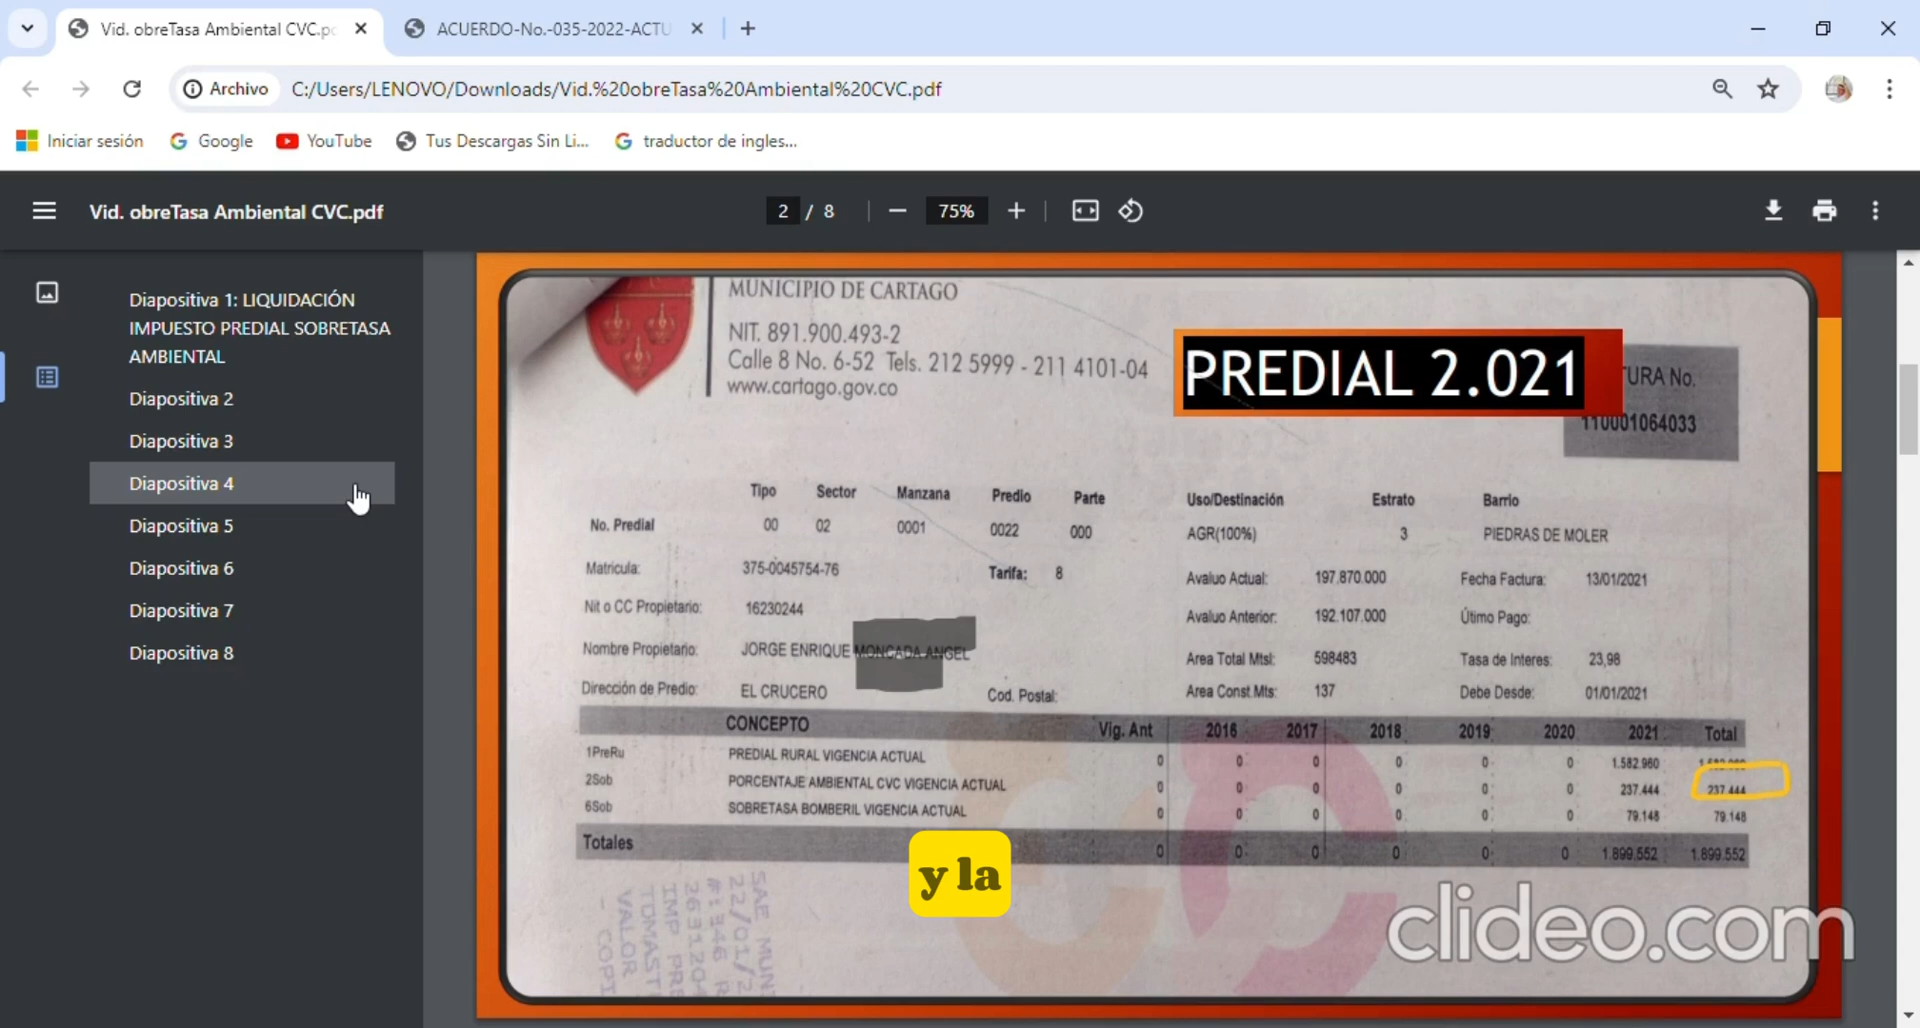 Vid. obreTasa Ambiental CVC.pc
ACUERDO-No.-035-2022-ACTU
Archivo
C:/Users/LENOVO/Downloads/Vid.%20obreTasa%20Ambiental%20CVC.pdf
Iniciar sesión
Google
YouTube
Tus Descargas Sin Li...
traductor de ingles...
Vid. obreTasa Ambiental CVC.pdf
2 / 8
75%
Diapositiva 1: LIQUIDACIÓN
IMPUESTO PREDIAL SOBRETASA
AMBIENTAL
Diapositiva 2
Diapositiva 3
Diapositiva 4
Diapositiva 5
Diapositiva 6
Diapositiva 7
Diapositiva 8
MUNICIPIO DE CARTAGO
NIT. 891.900.493-2
Calle 8 No. 6-52 Tels. 212 5999 - 211 4101-04
www.cartago.gov.co
PREDIAL 2.021
TURA No.
110001064033
Tipo Sector Manzana Predio Parte Uso/Destinación Estrato Barrio
No. Predial 00 02 0001 0022 000 AGR(100%) 3 PIEDRAS DE MOLER
Matricula: 375-0045754-76 Tarifa: 8 Avaluo Actual: 197.870.000 Fecha Factura: 13/01/2021
Nit o CC Propietario: 16230244 Avaluo Anterior: 192.107.000 Útimo Pago:
Nombre Propietario: JORGE ENRIQUE MONCADA ANGEL Area Total Mtsl: 598483 Tasa de Interes: 23,98
Dirección de Predio: EL CRUCERO Cod. Postal: Area Const.Mts: 137 Debe Desde: 01/01/2021
CONCEPTO Vig. Ant 2016 2017 2018 2019 2020 2021 Total
1PreRu PREDIAL RURAL VIGENCIA ACTUAL 0 0 0 0 0 0 1.582.960 1.582.960
2Sob PORCENTAJE AMBIENTAL CVC VIGENCIA ACTUAL 0 0 0 0 0 0 237.444 237.444
6Sob SOBRETASA BOMBERIL VIGENCIA ACTUAL 0 0 0 0 0 0 79.148 79.148
Totales 0 0 0 0 0 0 1.899.552 1.899.552
y la
clideo.com